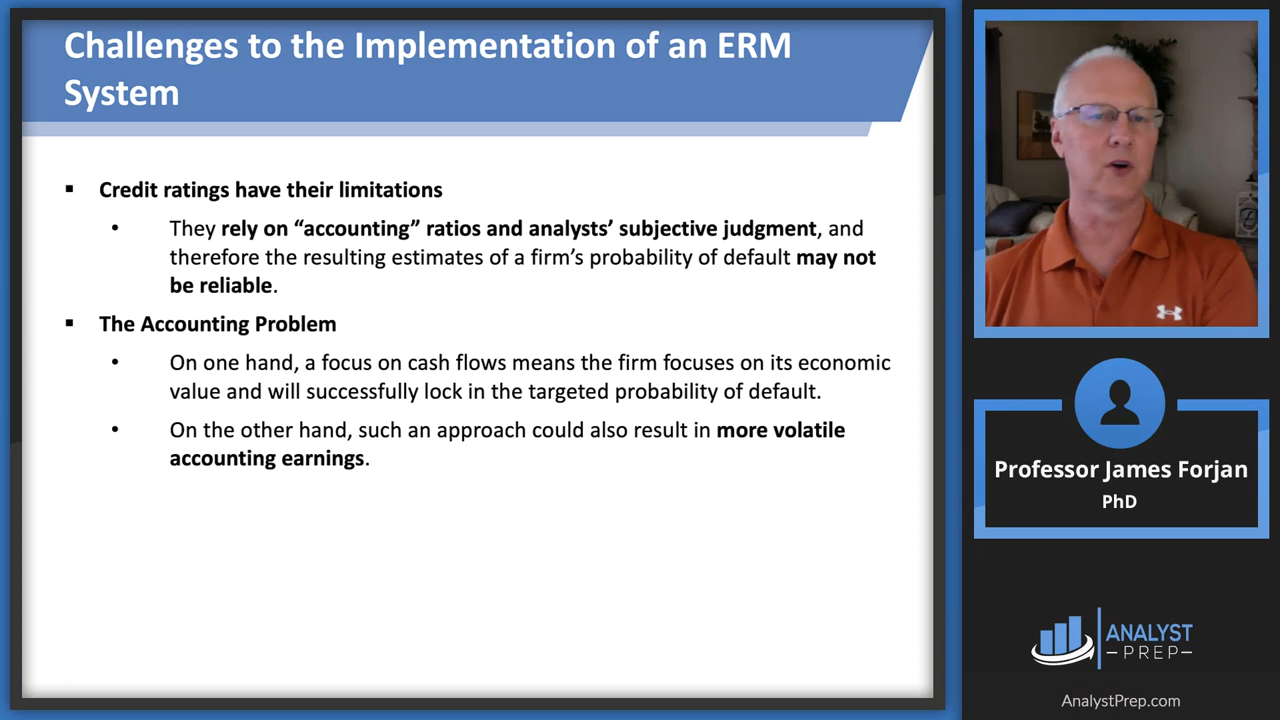 Challenges to the Implementation of an ERM
System
▪ Credit ratings have their limitations
• They rely on “accounting” ratios and analysts’ subjective judgment, and
therefore the resulting estimates of a firm’s probability of default may not
be reliable.
▪ The Accounting Problem
• On one hand, a focus on cash flows means the firm focuses on its economic
value and will successfully lock in the targeted probability of default.
• On the other hand, such an approach could also result in more volatile
accounting earnings.
Professor James Forjan
PhD
ANALYST
–PREP–
AnalystPrep.com